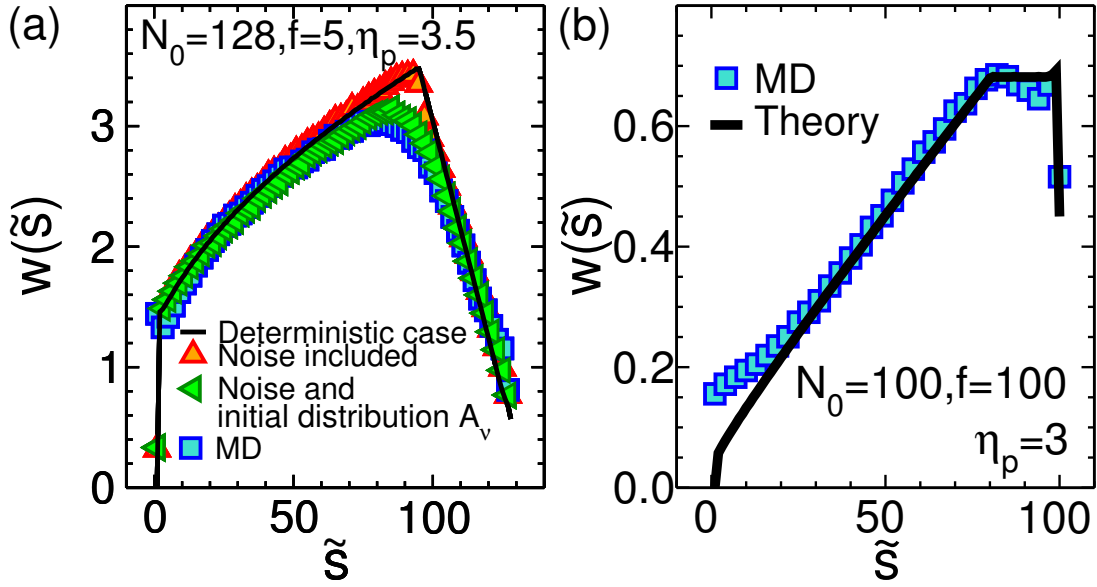 (a)
N₀=128,f=5,ηₚ=3.5
w(s̃)
3
2
1
0
Deterministic case
Noise included
Noise and
initial distribution Aᵥ
MD
0 50 100
s̃
(b)
MD
Theory
w(s̃)
0.6
0.4
0.2
0.0
N₀=100,f=100
ηₚ=3
0 50 100
s̃